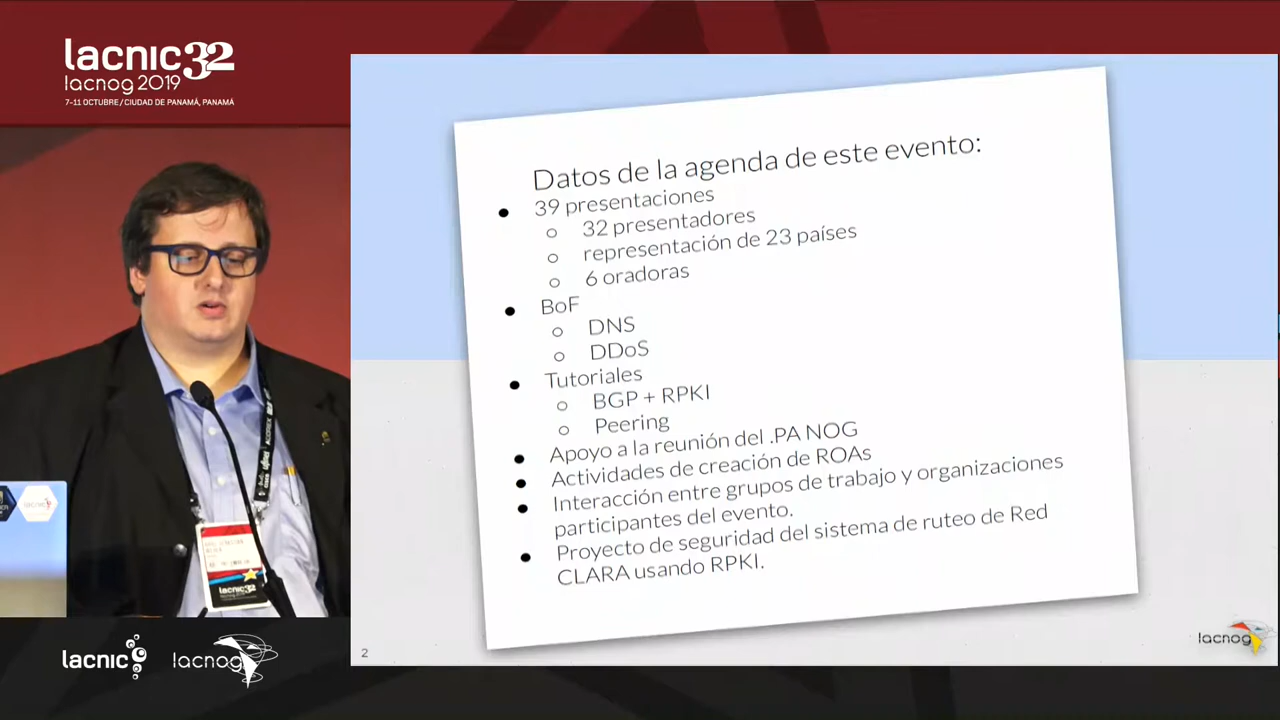 lacnic32
lacnog 2019
7-11 OCTUBRE / CIUDAD DE PANAMÁ, PANAMÁ
Datos de la agenda de este evento:
39 presentaciones
32 presentadores
representación de 23 países
6 oradoras
BoF
DNS
DDoS
Tutoriales
BGP + RPKI
Peering
Apoyo a la reunión del .PA NOG
Actividades de creación de ROAs
Interacción entre grupos de trabajo y organizaciones
participantes del evento.
Proyecto de seguridad del sistema de ruteo de Red
CLARA usando RPKI.
2
lacnog
lacnic32
lacnic
lacnog